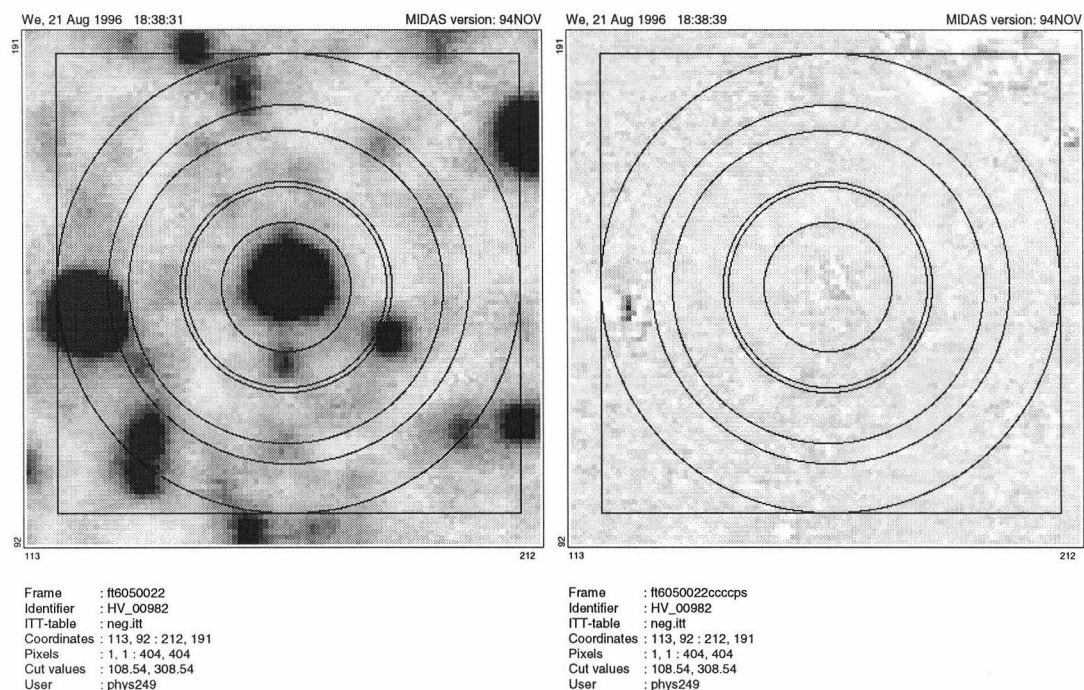 We, 21 Aug 1996 18:38:31 MIDAS version: 94NOV
191
92
113 212
Frame : ft6050022
Identifier : HV_00982
ITT-table : neg.itt
Coordinates : 113, 92 : 212, 191
Pixels : 1, 1 : 404, 404
Cut values : 108.54, 308.54
User : phys249
We, 21 Aug 1996 18:38:39 MIDAS version: 94NOV
191
92
113 212
Frame : ft6050022ccccps
Identifier : HV_00982
ITT-table : neg.itt
Coordinates : 113, 92 : 212, 191
Pixels : 1, 1 : 404, 404
Cut values : 108.54, 308.54
User : phys249